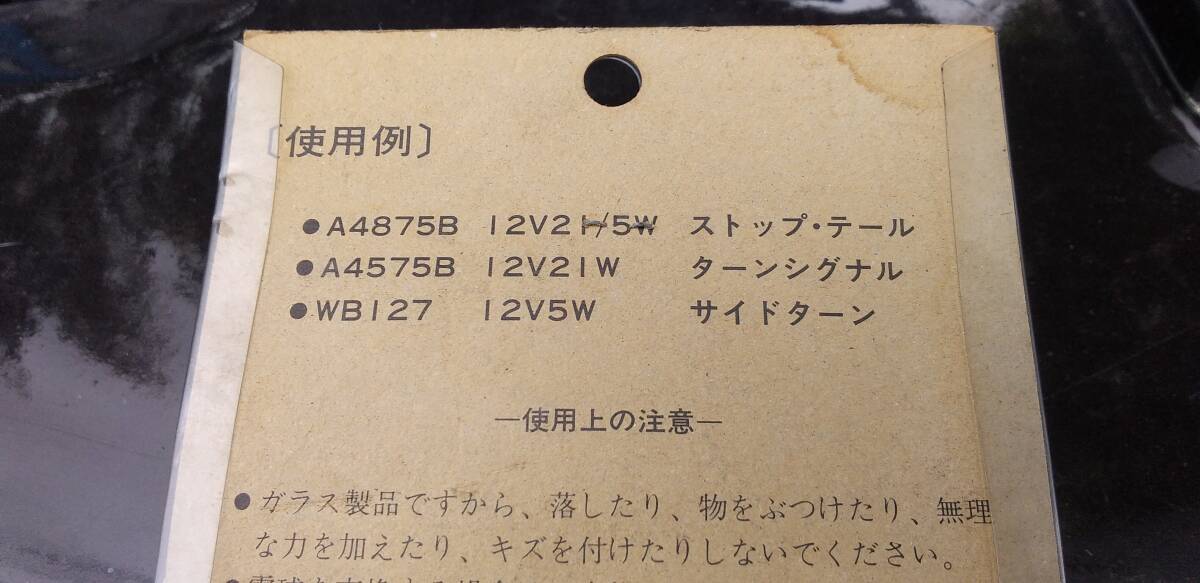 〔使用例〕
●A4875B 12V21/5W ストップ・テール
●A4575B 12V21W ターンシグナル
●WB127 12V5W サイドターン
―使用上の注意―
●ガラス製品ですから、落したり、物をぶつけたり、無理
な力を加えたり、キズを付けたりしないでください。